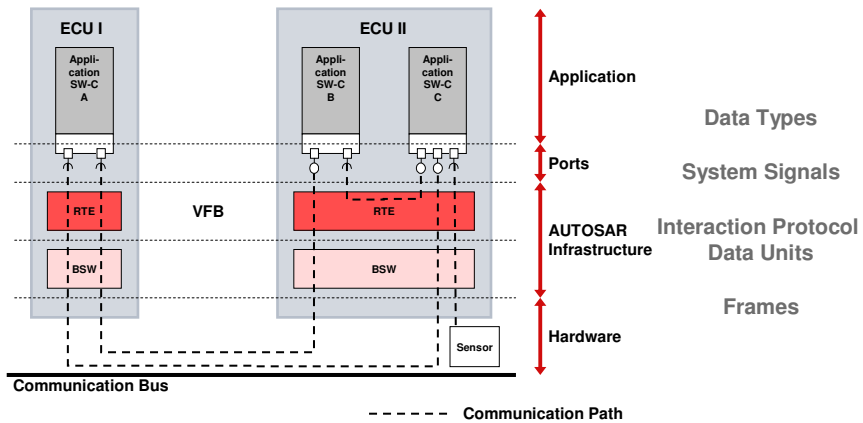 ECU I
ECU II
Appli-
cation
SW-C
A
Appli-
cation
SW-C
B
Appli-
cation
SW-C
C
Application
Data Types
Ports
System Signals
RTE
VFB
RTE
AUTOSAR
Infrastructure
Interaction Protocol
Data Units
BSW
BSW
Frames
Hardware
Sensor
Communication Bus
Communication Path